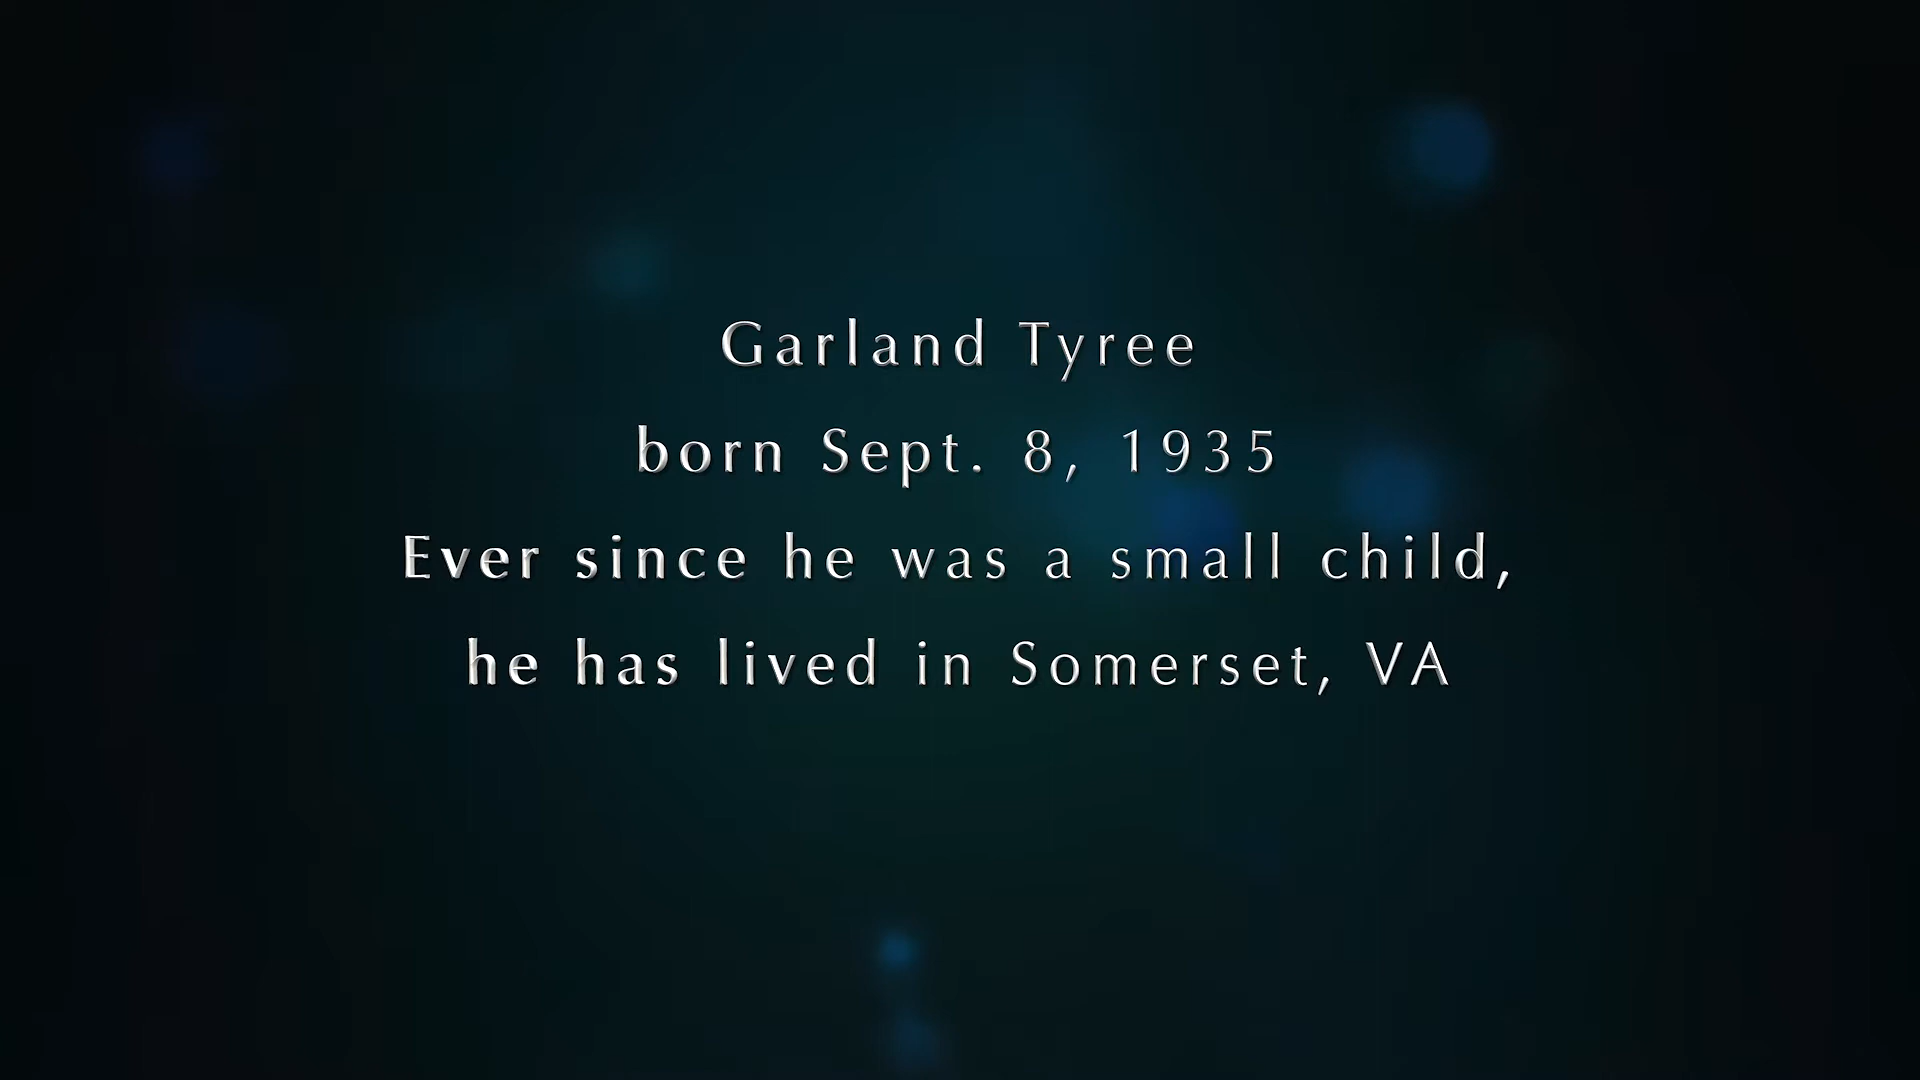 Garland Tyree
born Sept. 8, 1935
Ever since he was a small child,
he has lived in Somerset, VA